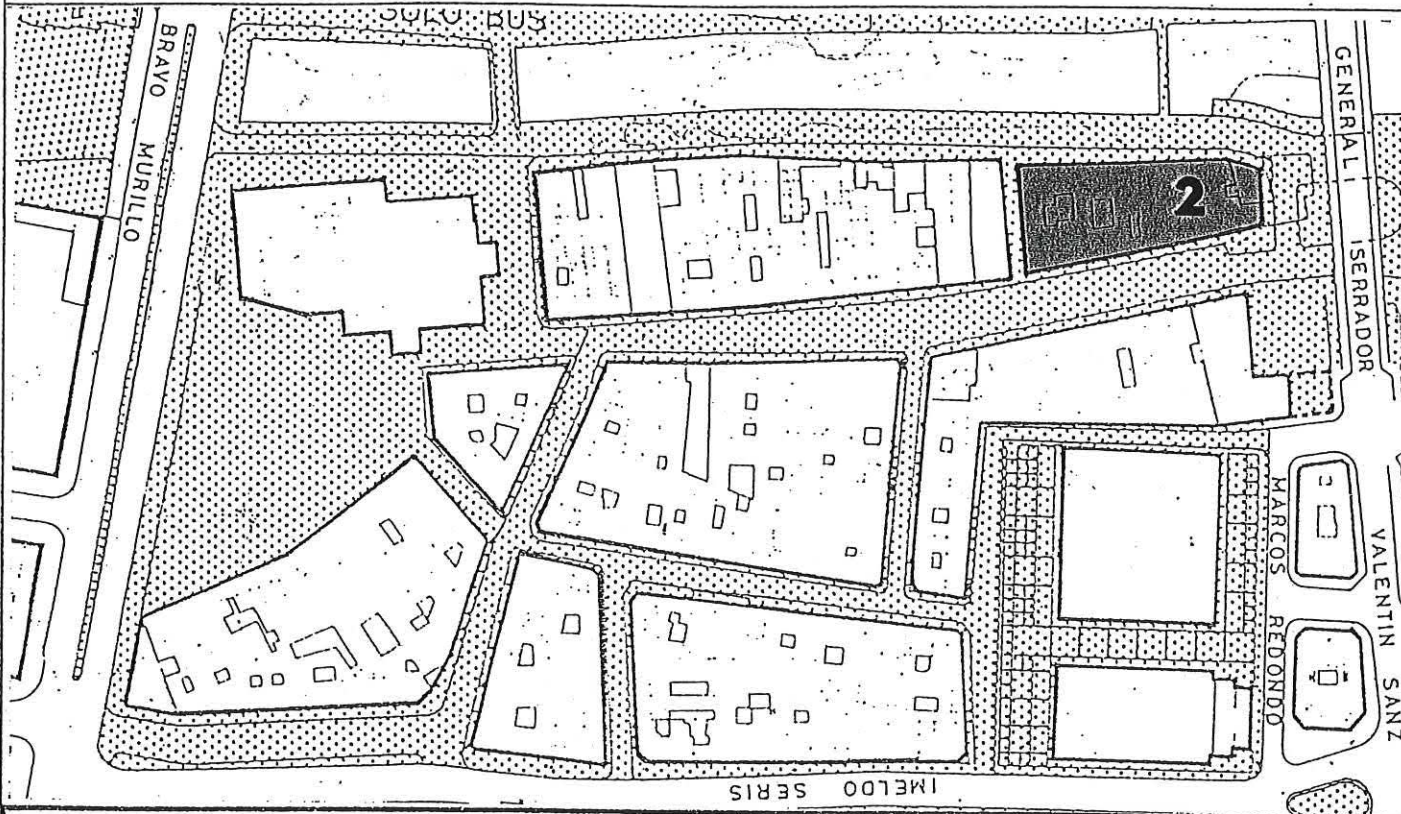 SOLO BUS
BRAVO MURILLO
GENERAL SERRADOR
2
MARCOS REDONDO
VALENTIN SANZ
IMELDO SERIS